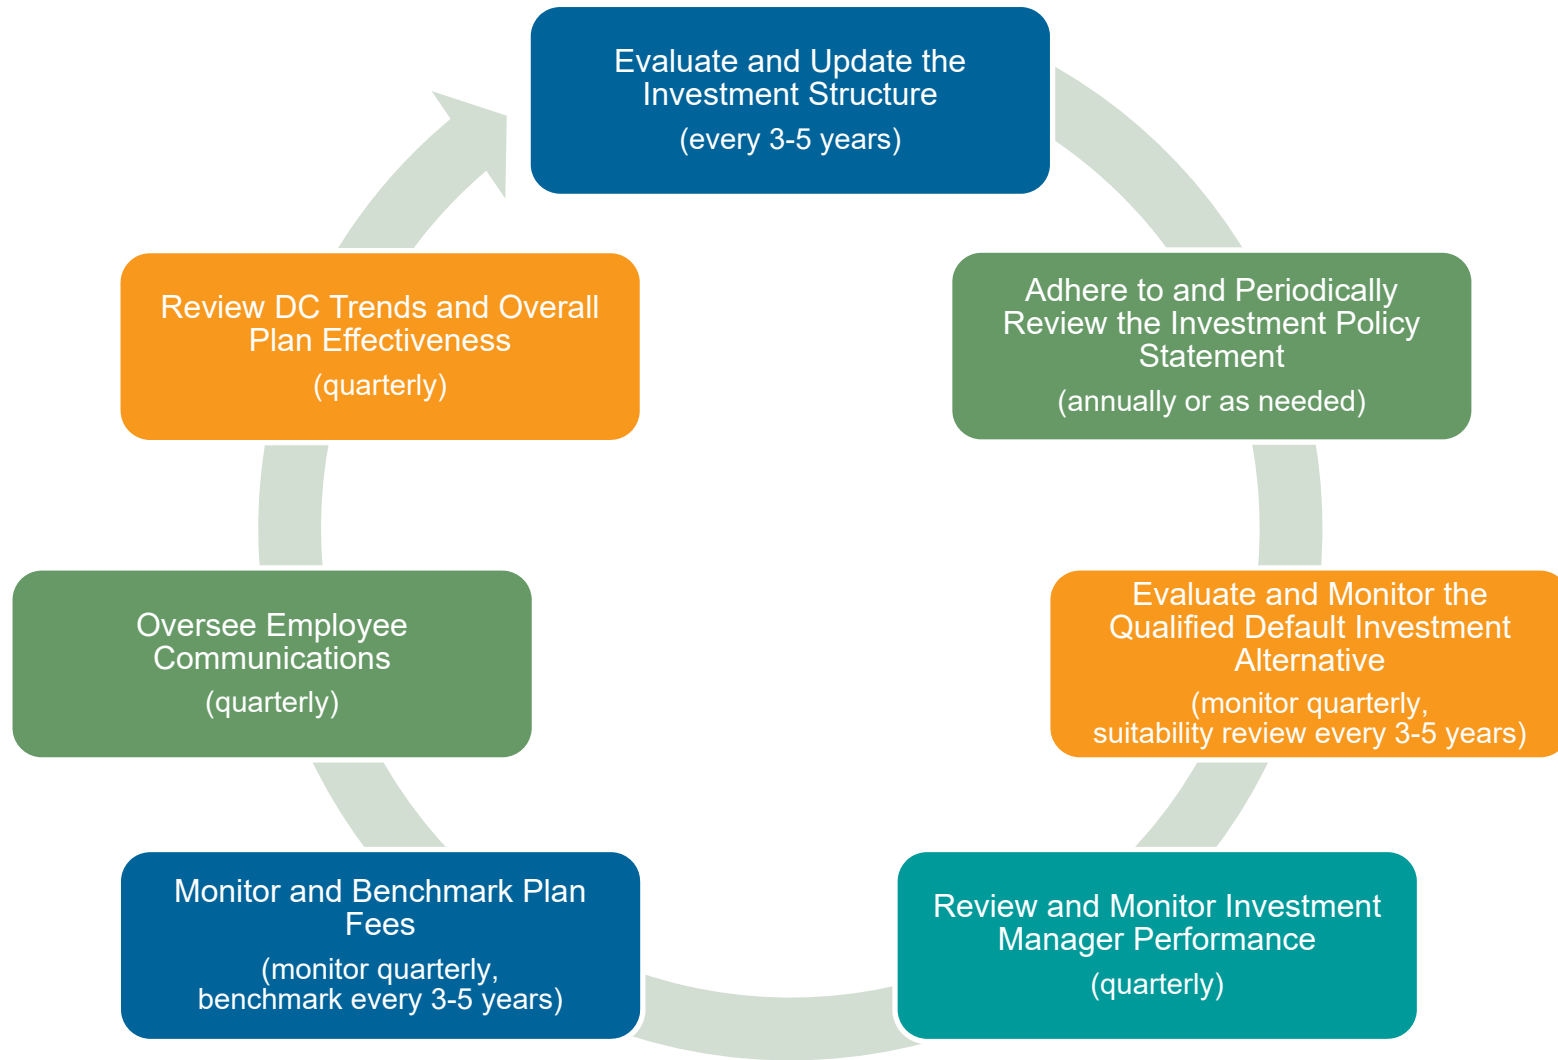 Evaluate and Update the
Investment Structure
(every 3-5 years)
Adhere to and Periodically
Review the Investment Policy
Statement
(annually or as needed)
Evaluate and Monitor the
Qualified Default Investment
Alternative
(monitor quarterly,
suitability review every 3-5 years)
Review and Monitor Investment
Manager Performance
(quarterly)
Monitor and Benchmark Plan
Fees
(monitor quarterly,
benchmark every 3-5 years)
Oversee Employee
Communications
(quarterly)
Review DC Trends and Overall
Plan Effectiveness
(quarterly)